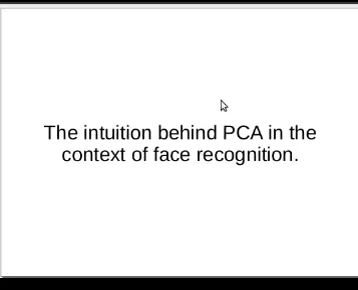 The intuition behind PCA in the
context of face recognition.